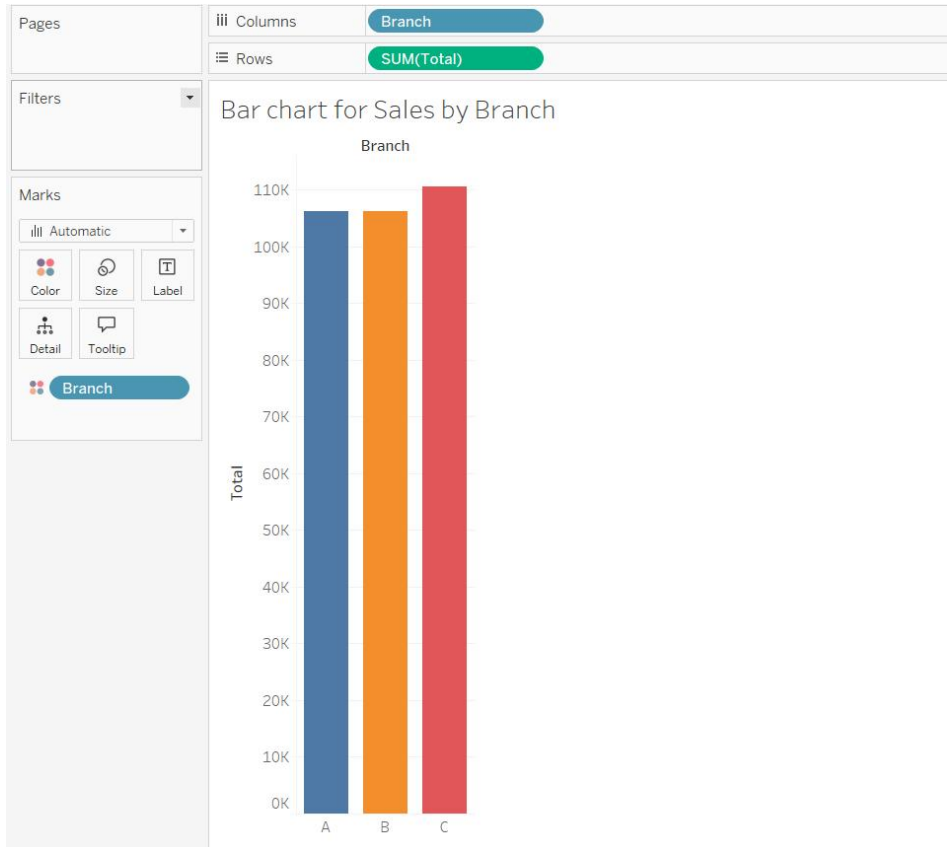 Pages
Columns
Branch
Rows
SUM(Total)
Filters
Marks
Automatic
Color
Size
T
Label
Detail
Tooltip
Branch
Bar chart for Sales by Branch
Branch
110K
100K
90K
80K
70K
60K
50K
40K
30K
20K
10K
0K
Total
A B C